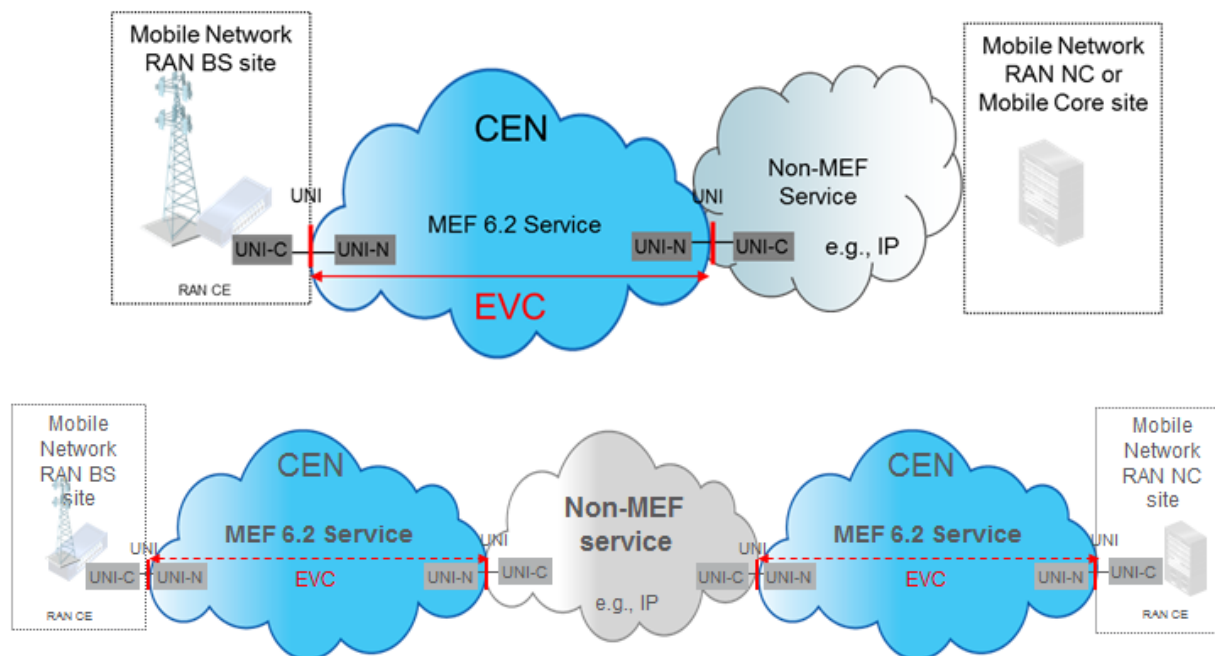 Mobile Network
RAN BS site
UNI-C
RAN CE
UNI
UNI-N
CEN
MEF 6.2 Service
EVC
UNI-N
UNI
UNI-C
Non-MEF
Service
e.g., IP
Mobile Network
RAN NC or
Mobile Core site
Mobile
Network
RAN BS
site
UNI-C
RAN CE
UNI
UNI-N
CEN
MEF 6.2 Service
EVC
UNI-N
UNI
UNI-C
Non-MEF
service
e.g., IP
UNI-C
UNI
UNI-N
CEN
MEF 6.2 Service
EVC
UNI-N
UNI
UNI-C
Mobile
Network
RAN NC
site
RAN CE